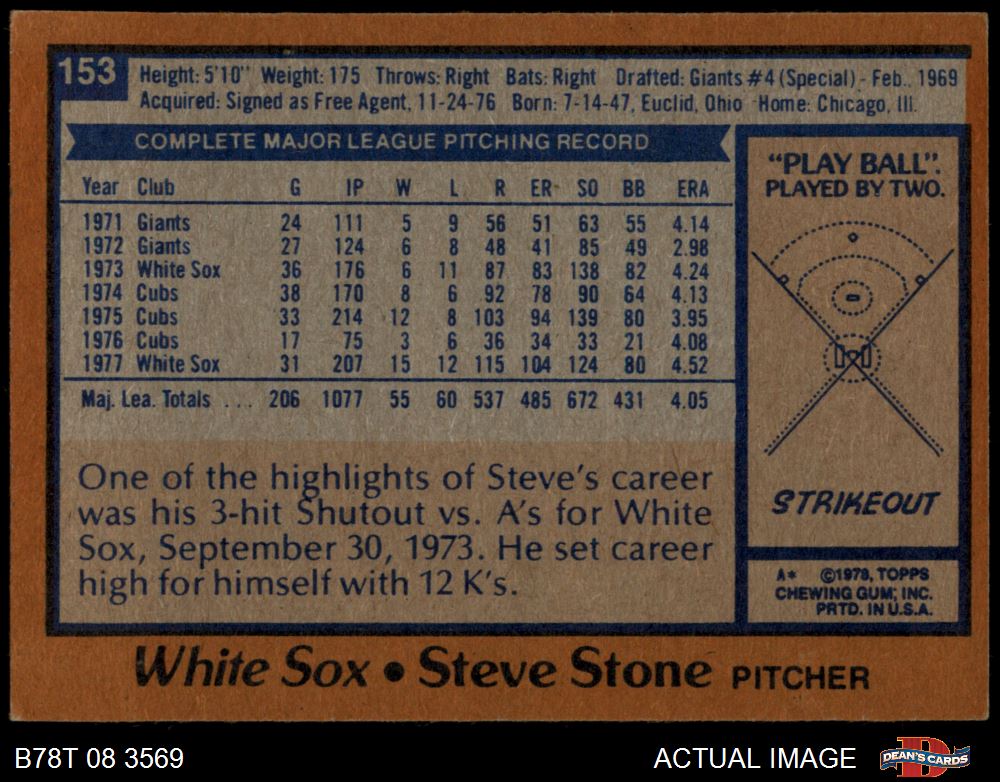 153
Height: 5'10" Weight: 175 Throws: Right Bats: Right Drafted: Giants #4 (Special) - Feb., 1969
Acquired: Signed as Free Agent, 11-24-76 Born: 7-14-47, Euclid, Ohio Home: Chicago, Ill.
COMPLETE MAJOR LEAGUE PITCHING RECORD
Year Club G IP W L R ER SO BB ERA
1971 Giants 24 111 5 9 56 51 63 55 4.14
1972 Giants 27 124 6 8 48 41 85 49 2.98
1973 White Sox 36 176 6 11 87 83 138 82 4.24
1974 Cubs 38 170 8 6 92 78 90 64 4.13
1975 Cubs 33 214 12 8 103 94 139 80 3.95
1976 Cubs 17 75 3 6 36 34 33 21 4.08
1977 White Sox 31 207 15 12 115 104 124 80 4.52
Maj. Lea. Totals ... 206 1077 55 60 537 485 672 431 4.05
One of the highlights of Steve's career
was his 3-hit Shutout vs. A's for White
Sox, September 30, 1973. He set career
high for himself with 12 K's.
"PLAY BALL":
PLAYED BY TWO.
STRIKEOUT
A* ©1978, TOPPS
CHEWING GUM, INC.
PRTD. IN U.S.A.
White Sox • Steve Stone PITCHER
B78T 08 3569 ACTUAL IMAGE
DEAN'S CARDS